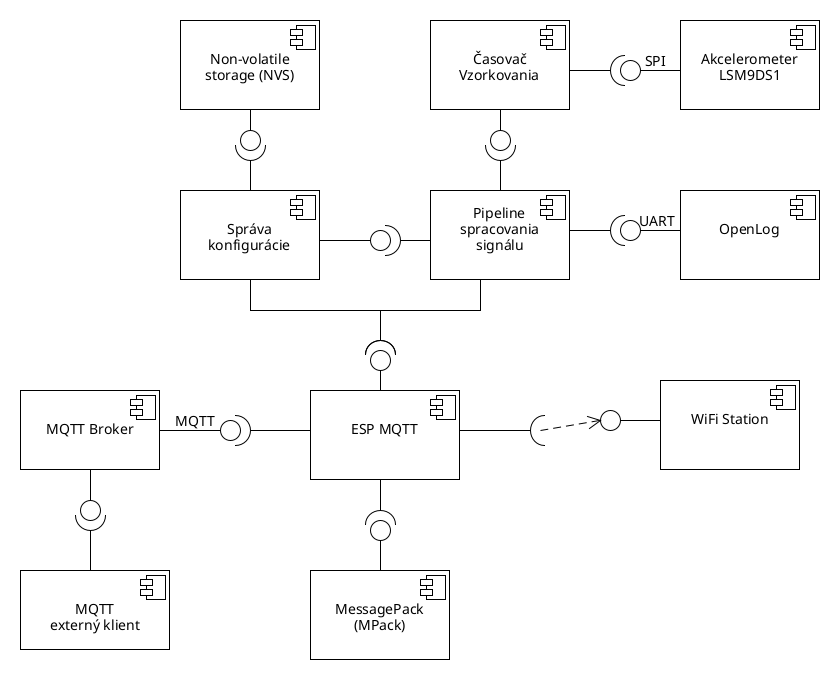 Non-volatile
storage (NVS)
Časovač
Vzorkovania
SPI
Akcelerometer
LSM9DS1
Správa
konfigurácie
Pipeline
spracovania
signálu
UART
OpenLog
MQTT Broker
MQTT
ESP MQTT
WiFi Station
MQTT
externý klient
MessagePack
(MPack)